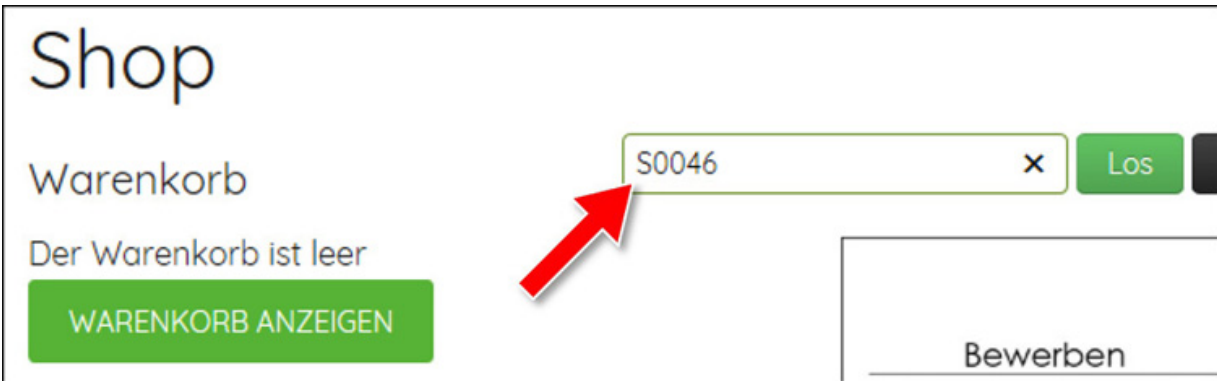 Shop
Warenkorb
S0046 × Los
Der Warenkorb ist leer
WARENKORB ANZEIGEN
Bewerben